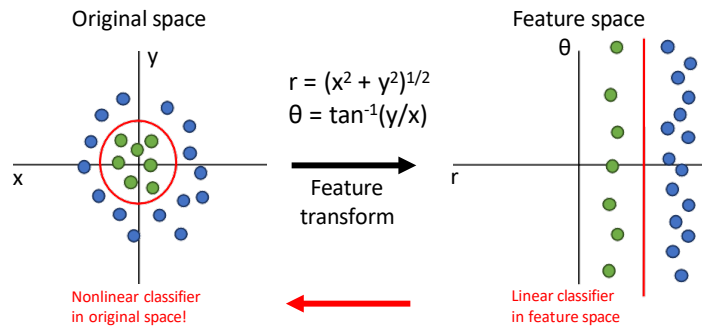 Original space
y
x
r = (x² + y²)¹/²
θ = tan⁻¹(y/x)
Feature
transform
Feature space
θ
r
Nonlinear classifier
in original space!
Linear classifier
in feature space